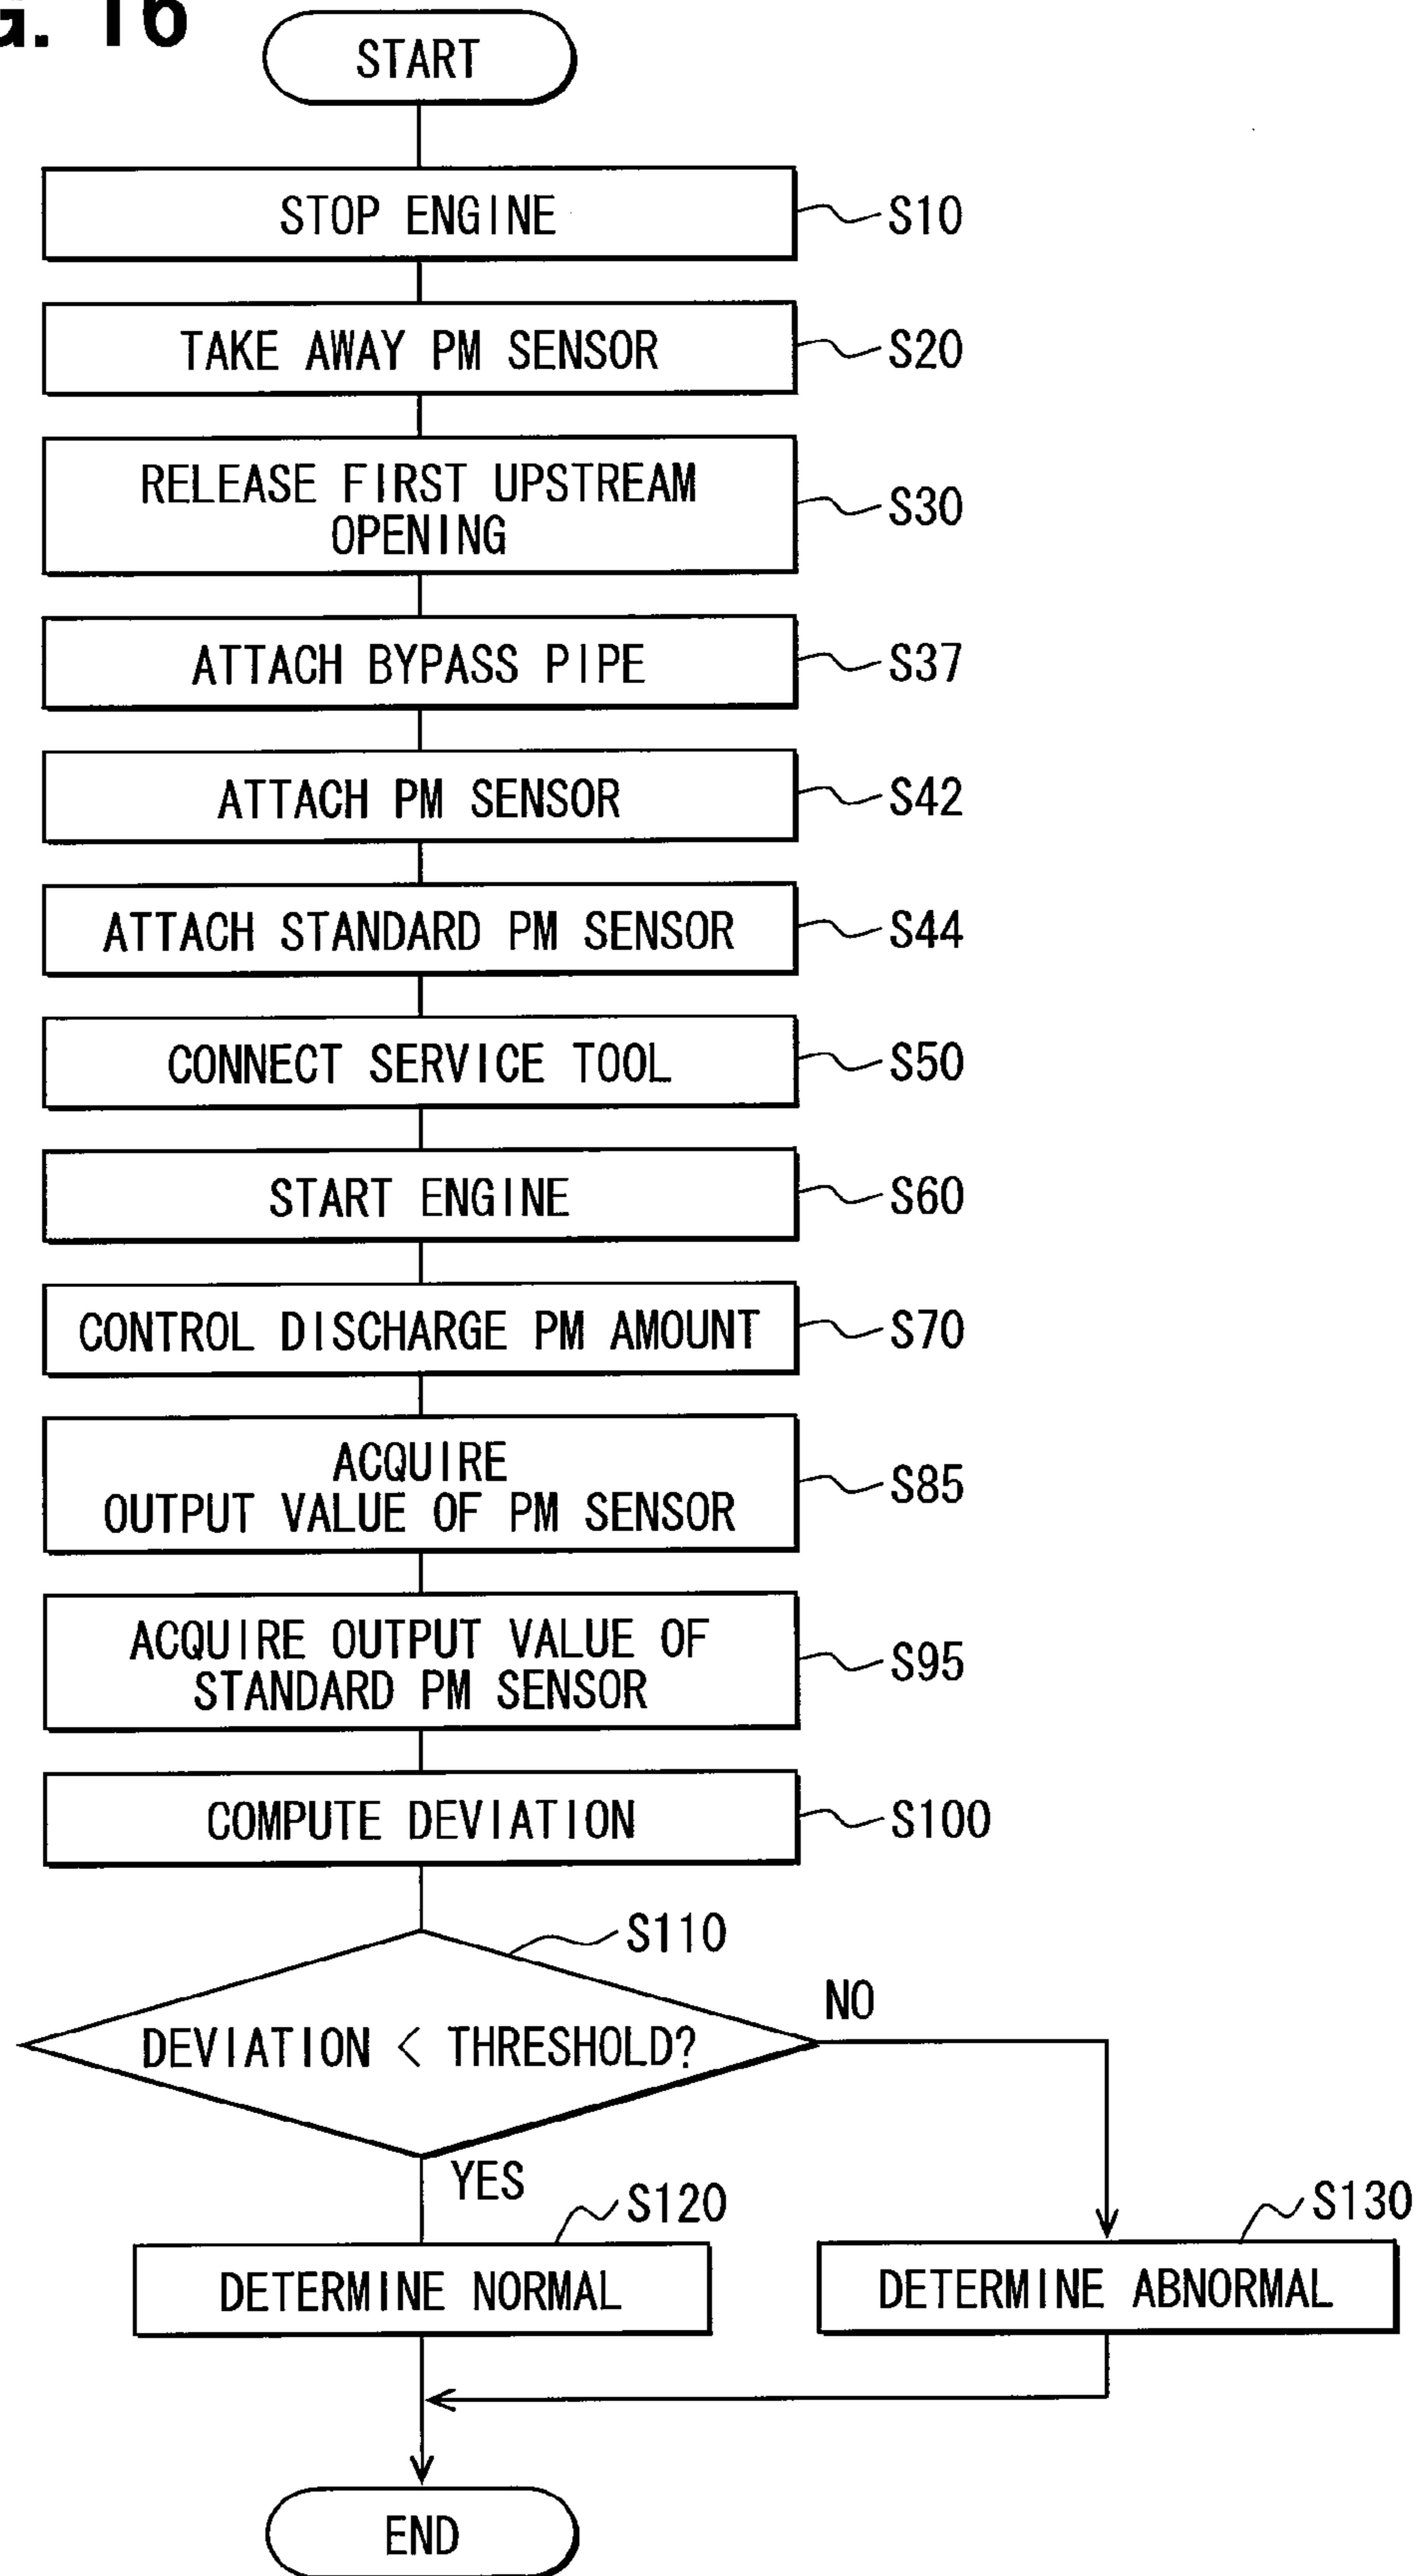 G. 16
START
STOP ENGINE
S10
TAKE AWAY PM SENSOR
S20
RELEASE FIRST UPSTREAM
OPENING
S30
ATTACH BYPASS PIPE
S37
ATTACH PM SENSOR
S42
ATTACH STANDARD PM SENSOR
S44
CONNECT SERVICE TOOL
S50
START ENGINE
S60
CONTROL DISCHARGE PM AMOUNT
S70
ACQUIRE
OUTPUT VALUE OF PM SENSOR
S85
ACQUIRE OUTPUT VALUE OF
STANDARD PM SENSOR
S95
COMPUTE DEVIATION
S100
S110
DEVIATION < THRESHOLD?
NO
YES
S120
DETERMINE NORMAL
S130
DETERMINE ABNORMAL
END